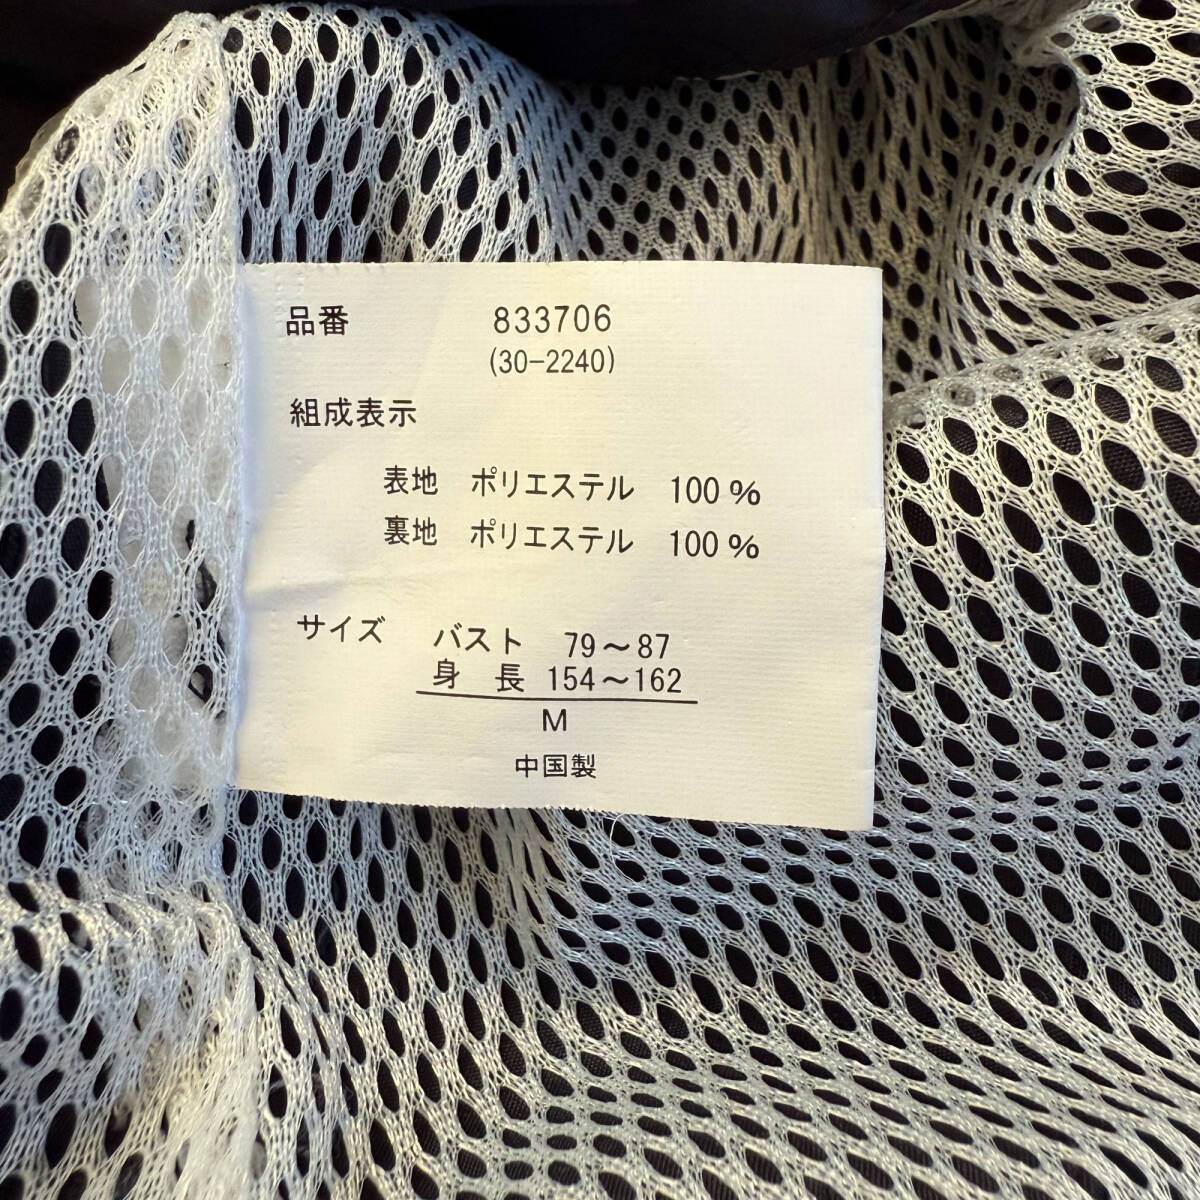 品番 833706
(30-2240)
組成表示
表地 ポリエステル 100%
裏地 ポリエステル 100%
サイズ バスト 79~87
身長 154~162
M
中国製